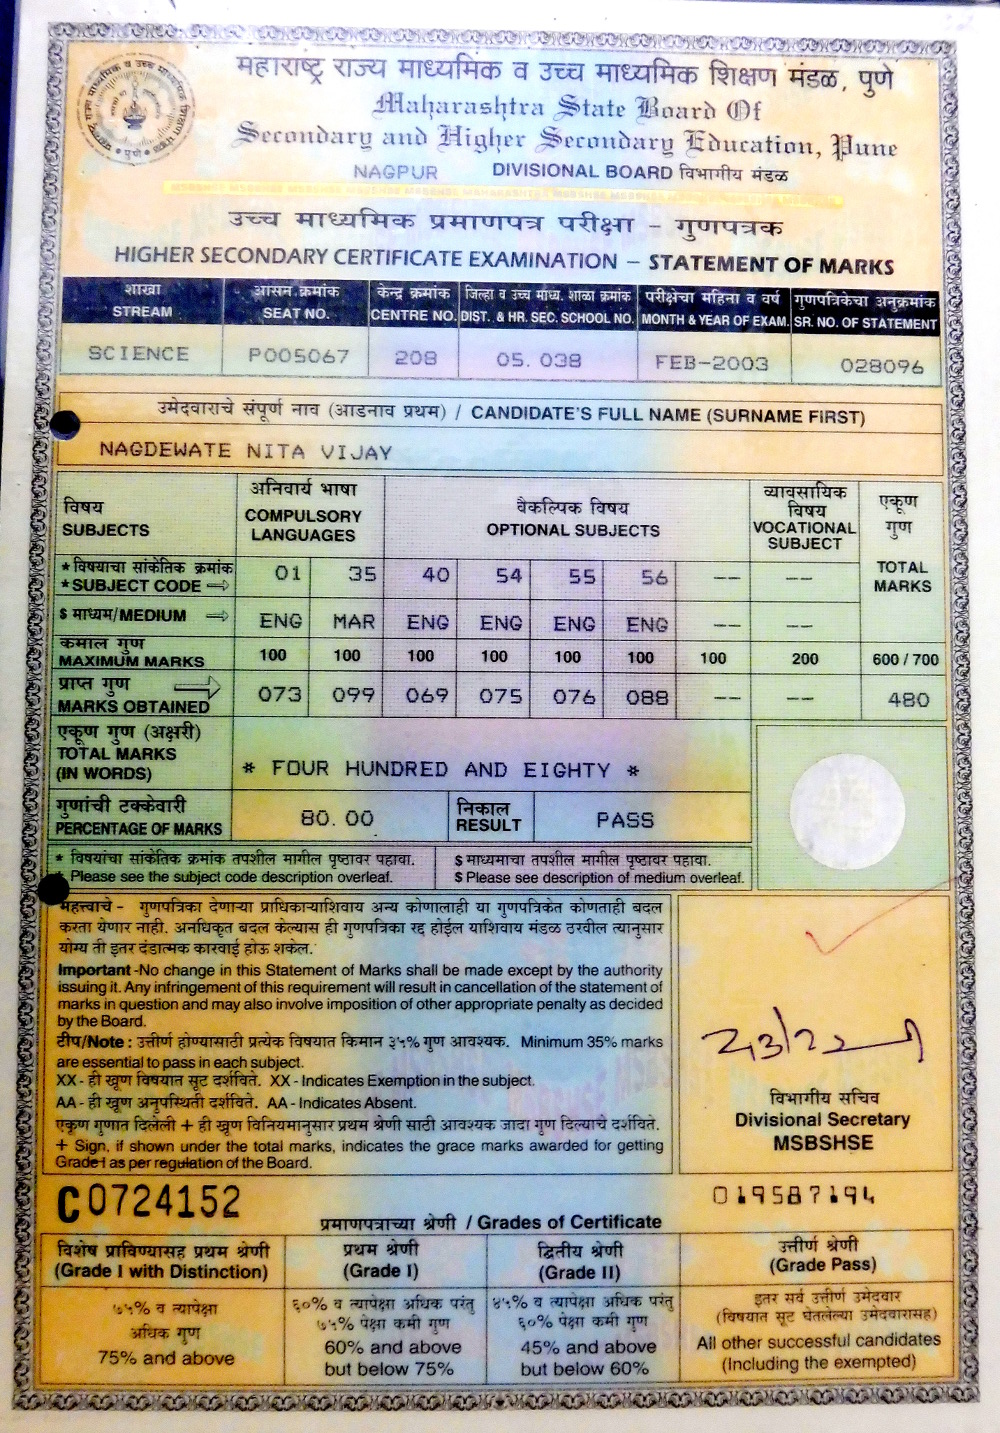 महाराष्ट्र राज्य माध्यमिक व उच्च माध्यमिक शिक्षण मंडळ, पुणे
Maharashtra State Board Of
Secondary and Higher Secondary Education, Pune
NAGPUR DIVISIONAL BOARD विभागीय मंडळ
उच्च माध्यमिक प्रमाणपत्र परीक्षा - गुणपत्रक
HIGHER SECONDARY CERTIFICATE EXAMINATION – STATEMENT OF MARKS
शाखा आसन क्रमांक केन्द्र क्रमांक जिल्हा व उच्च माध्य. शाळा क्रमांक परीक्षेचा महिना व वर्ष गुणपत्रिकेचा अनुक्रमांक
STREAM SEAT NO. CENTRE NO. DIST. & HR. SEC. SCHOOL NO. MONTH & YEAR OF EXAM. SR. NO. OF STATEMENT
SCIENCE P005067 208 05. 038 FEB-2003 028096
उमेदवाराचे संपूर्ण नाव (आडनाव प्रथम) / CANDIDATE'S FULL NAME (SURNAME FIRST)
NAGDEWATE NITA VIJAY
विषय
SUBJECTS
अनिवार्य भाषा
COMPULSORY
LANGUAGES
वैकल्पिक विषय
OPTIONAL SUBJECTS
व्यावसायिक
विषय
VOCATIONAL
SUBJECT
एकूण
गुण
TOTAL
MARKS
* विषयाचा सांकेतिक क्रमांक
* SUBJECT CODE ⇒ 01 35 40 54 55 56 -- --
$ माध्यम/MEDIUM ⇒ ENG MAR ENG ENG ENG ENG -- --
कमाल गुण
MAXIMUM MARKS 100 100 100 100 100 100 100 200 600 / 700
प्राप्त गुण
MARKS OBTAINED 073 099 069 075 076 088 -- -- 480
एकूण गुण (अक्षरी)
TOTAL MARKS
(IN WORDS) * FOUR HUNDRED AND EIGHTY *
गुणांची टक्केवारी
PERCENTAGE OF MARKS 80.00
निकाल
RESULT PASS
* विषयांचा सांकेतिक क्रमांक तपशील मागील पृष्ठावर पहावा.
* Please see the subject code description overleaf.
$ माध्यमाचा तपशील मागील पृष्ठावर पहावा.
$ Please see description of medium overleaf.
महत्त्वाचे - गुणपत्रिका देणाऱ्या प्राधिकाऱ्याशिवाय अन्य कोणालाही या गुणपत्रिकेत कोणताही बदल
करता येणार नाही. अनधिकृत बदल केल्यास ही गुणपत्रिका रद्द होईल याशिवाय मंडळ ठरवील त्यानुसार
योग्य ती इतर दंडात्मक कारवाई होऊ शकेल.
Important -No change in this Statement of Marks shall be made except by the authority
issuing it. Any infringement of this requirement will result in cancellation of the statement of
marks in question and may also involve imposition of other appropriate penalty as decided
by the Board.
टीप/Note : उत्तीर्ण होण्यासाठी प्रत्येक विषयात किमान ३५% गुण आवश्यक. Minimum 35% marks
are essential to pass in each subject.
XX - ही खूण विषयात सूट दर्शविते. XX - Indicates Exemption in the subject.
AA - ही खूण अनुपस्थिती दर्शविते. AA - Indicates Absent.
एकूण गुणात दिलेली + ही खूण विनियमानुसार प्रथम श्रेणी साठी आवश्यक जादा गुण दिल्याचे दर्शविते.
+ Sign, if shown under the total marks, indicates the grace marks awarded for getting
Grade-I as per regulation of the Board.
विभागीय सचिव
Divisional Secretary
MSBSHSE
C0724152
019587194
प्रमाणपत्राच्या श्रेणी / Grades of Certificate
विशेष प्राविण्यासह प्रथम श्रेणी
(Grade I with Distinction)
प्रथम श्रेणी
(Grade I)
द्वितीय श्रेणी
(Grade II)
उत्तीर्ण श्रेणी
(Grade Pass)
७५% व त्यापेक्षा
अधिक गुण
75% and above
६०% व त्यापेक्षा अधिक परंतु
७५% पेक्षा कमी गुण
60% and above
but below 75%
४५% व त्यापेक्षा अधिक परंतु
६०% पेक्षा कमी गुण
45% and above
but below 60%
इतर सर्व उत्तीर्ण उमेदवार
(विषयात सूट घेतलेल्या उमेदवारासह)
All other successful candidates
(Including the exempted)